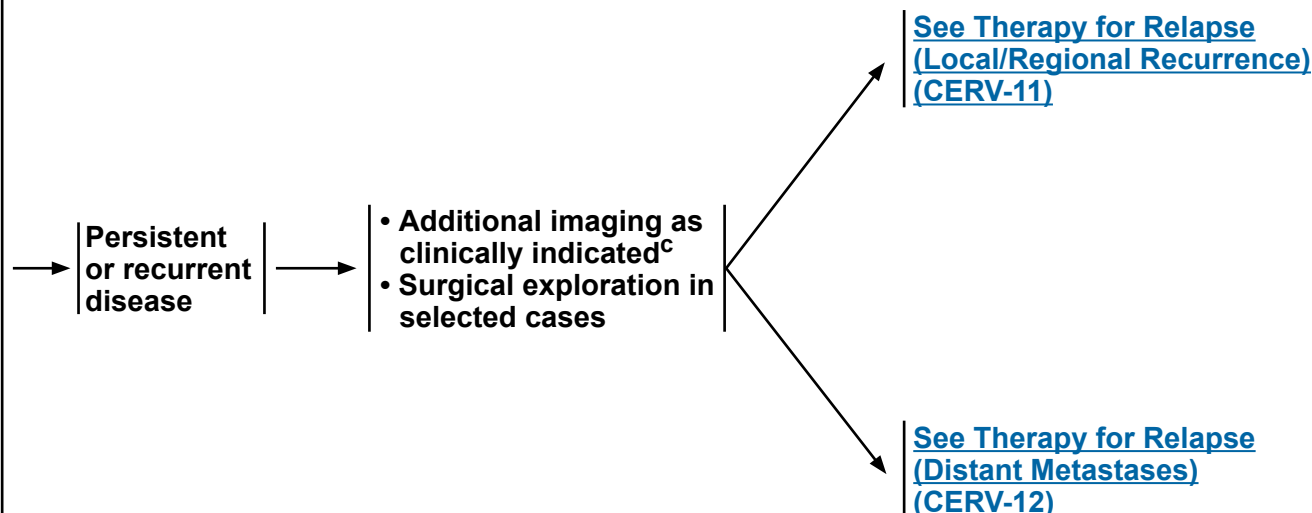 Persistent
or recurrent
disease
• Additional imaging as
clinically indicatedᶜ
• Surgical exploration in
selected cases
See Therapy for Relapse
(Local/Regional Recurrence)
(CERV-11)
See Therapy for Relapse
(Distant Metastases)
(CERV-12)